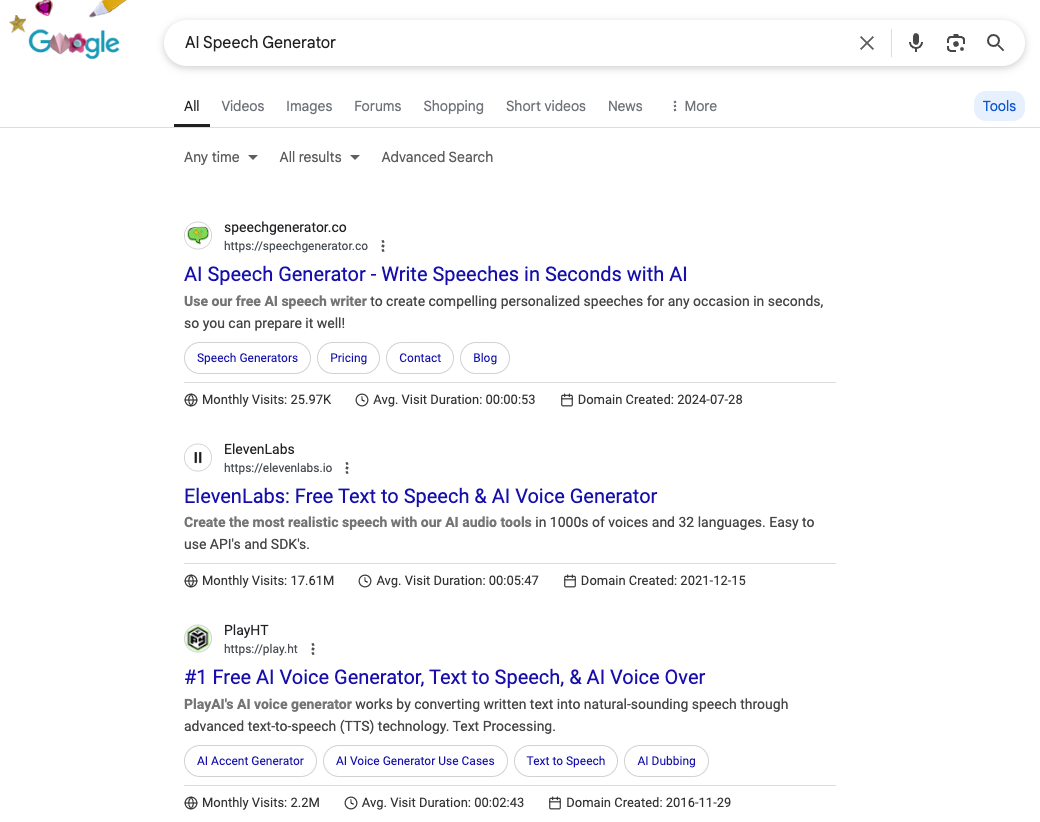 Google
AI Speech Generator
All Videos Images Forums Shopping Short videos News More Tools
Any time All results Advanced Search
speechgenerator.co
https://speechgenerator.co
AI Speech Generator - Write Speeches in Seconds with AI
Use our free AI speech writer to create compelling personalized speeches for any occasion in seconds,
so you can prepare it well!
Speech Generators Pricing Contact Blog
Monthly Visits: 25.97K Avg. Visit Duration: 00:00:53 Domain Created: 2024-07-28
ElevenLabs
https://elevenlabs.io
ElevenLabs: Free Text to Speech & AI Voice Generator
Create the most realistic speech with our AI audio tools in 1000s of voices and 32 languages. Easy to
use API's and SDK's.
Monthly Visits: 17.61M Avg. Visit Duration: 00:05:47 Domain Created: 2021-12-15
PlayHT
https://play.ht
#1 Free AI Voice Generator, Text to Speech, & AI Voice Over
PlayAI's AI voice generator works by converting written text into natural-sounding speech through
advanced text-to-speech (TTS) technology. Text Processing.
AI Accent Generator AI Voice Generator Use Cases Text to Speech AI Dubbing
Monthly Visits: 2.2M Avg. Visit Duration: 00:02:43 Domain Created: 2016-11-29